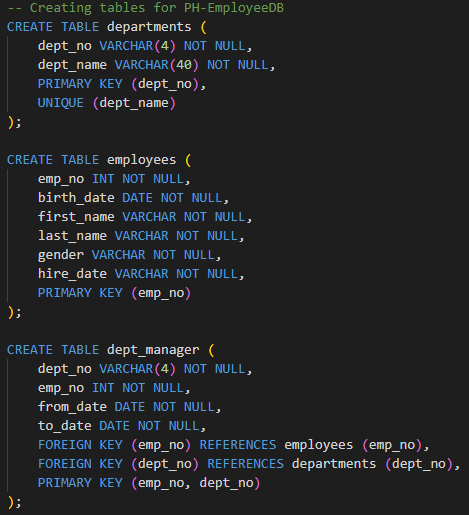 -- Creating tables for PH-EmployeeDB
CREATE TABLE departments (
    dept_no VARCHAR(4) NOT NULL,
    dept_name VARCHAR(40) NOT NULL,
    PRIMARY KEY (dept_no),
    UNIQUE (dept_name)
);

CREATE TABLE employees (
    emp_no INT NOT NULL,
    birth_date DATE NOT NULL,
    first_name VARCHAR NOT NULL,
    last_name VARCHAR NOT NULL,
    gender VARCHAR NOT NULL,
    hire_date VARCHAR NOT NULL,
    PRIMARY KEY (emp_no)
);

CREATE TABLE dept_manager (
    dept_no VARCHAR(4) NOT NULL,
    emp_no INT NOT NULL,
    from_date DATE NOT NULL,
    to_date DATE NOT NULL,
    FOREIGN KEY (emp_no) REFERENCES employees (emp_no),
    FOREIGN KEY (dept_no) REFERENCES departments (dept_no),
    PRIMARY KEY (emp_no, dept_no)
);